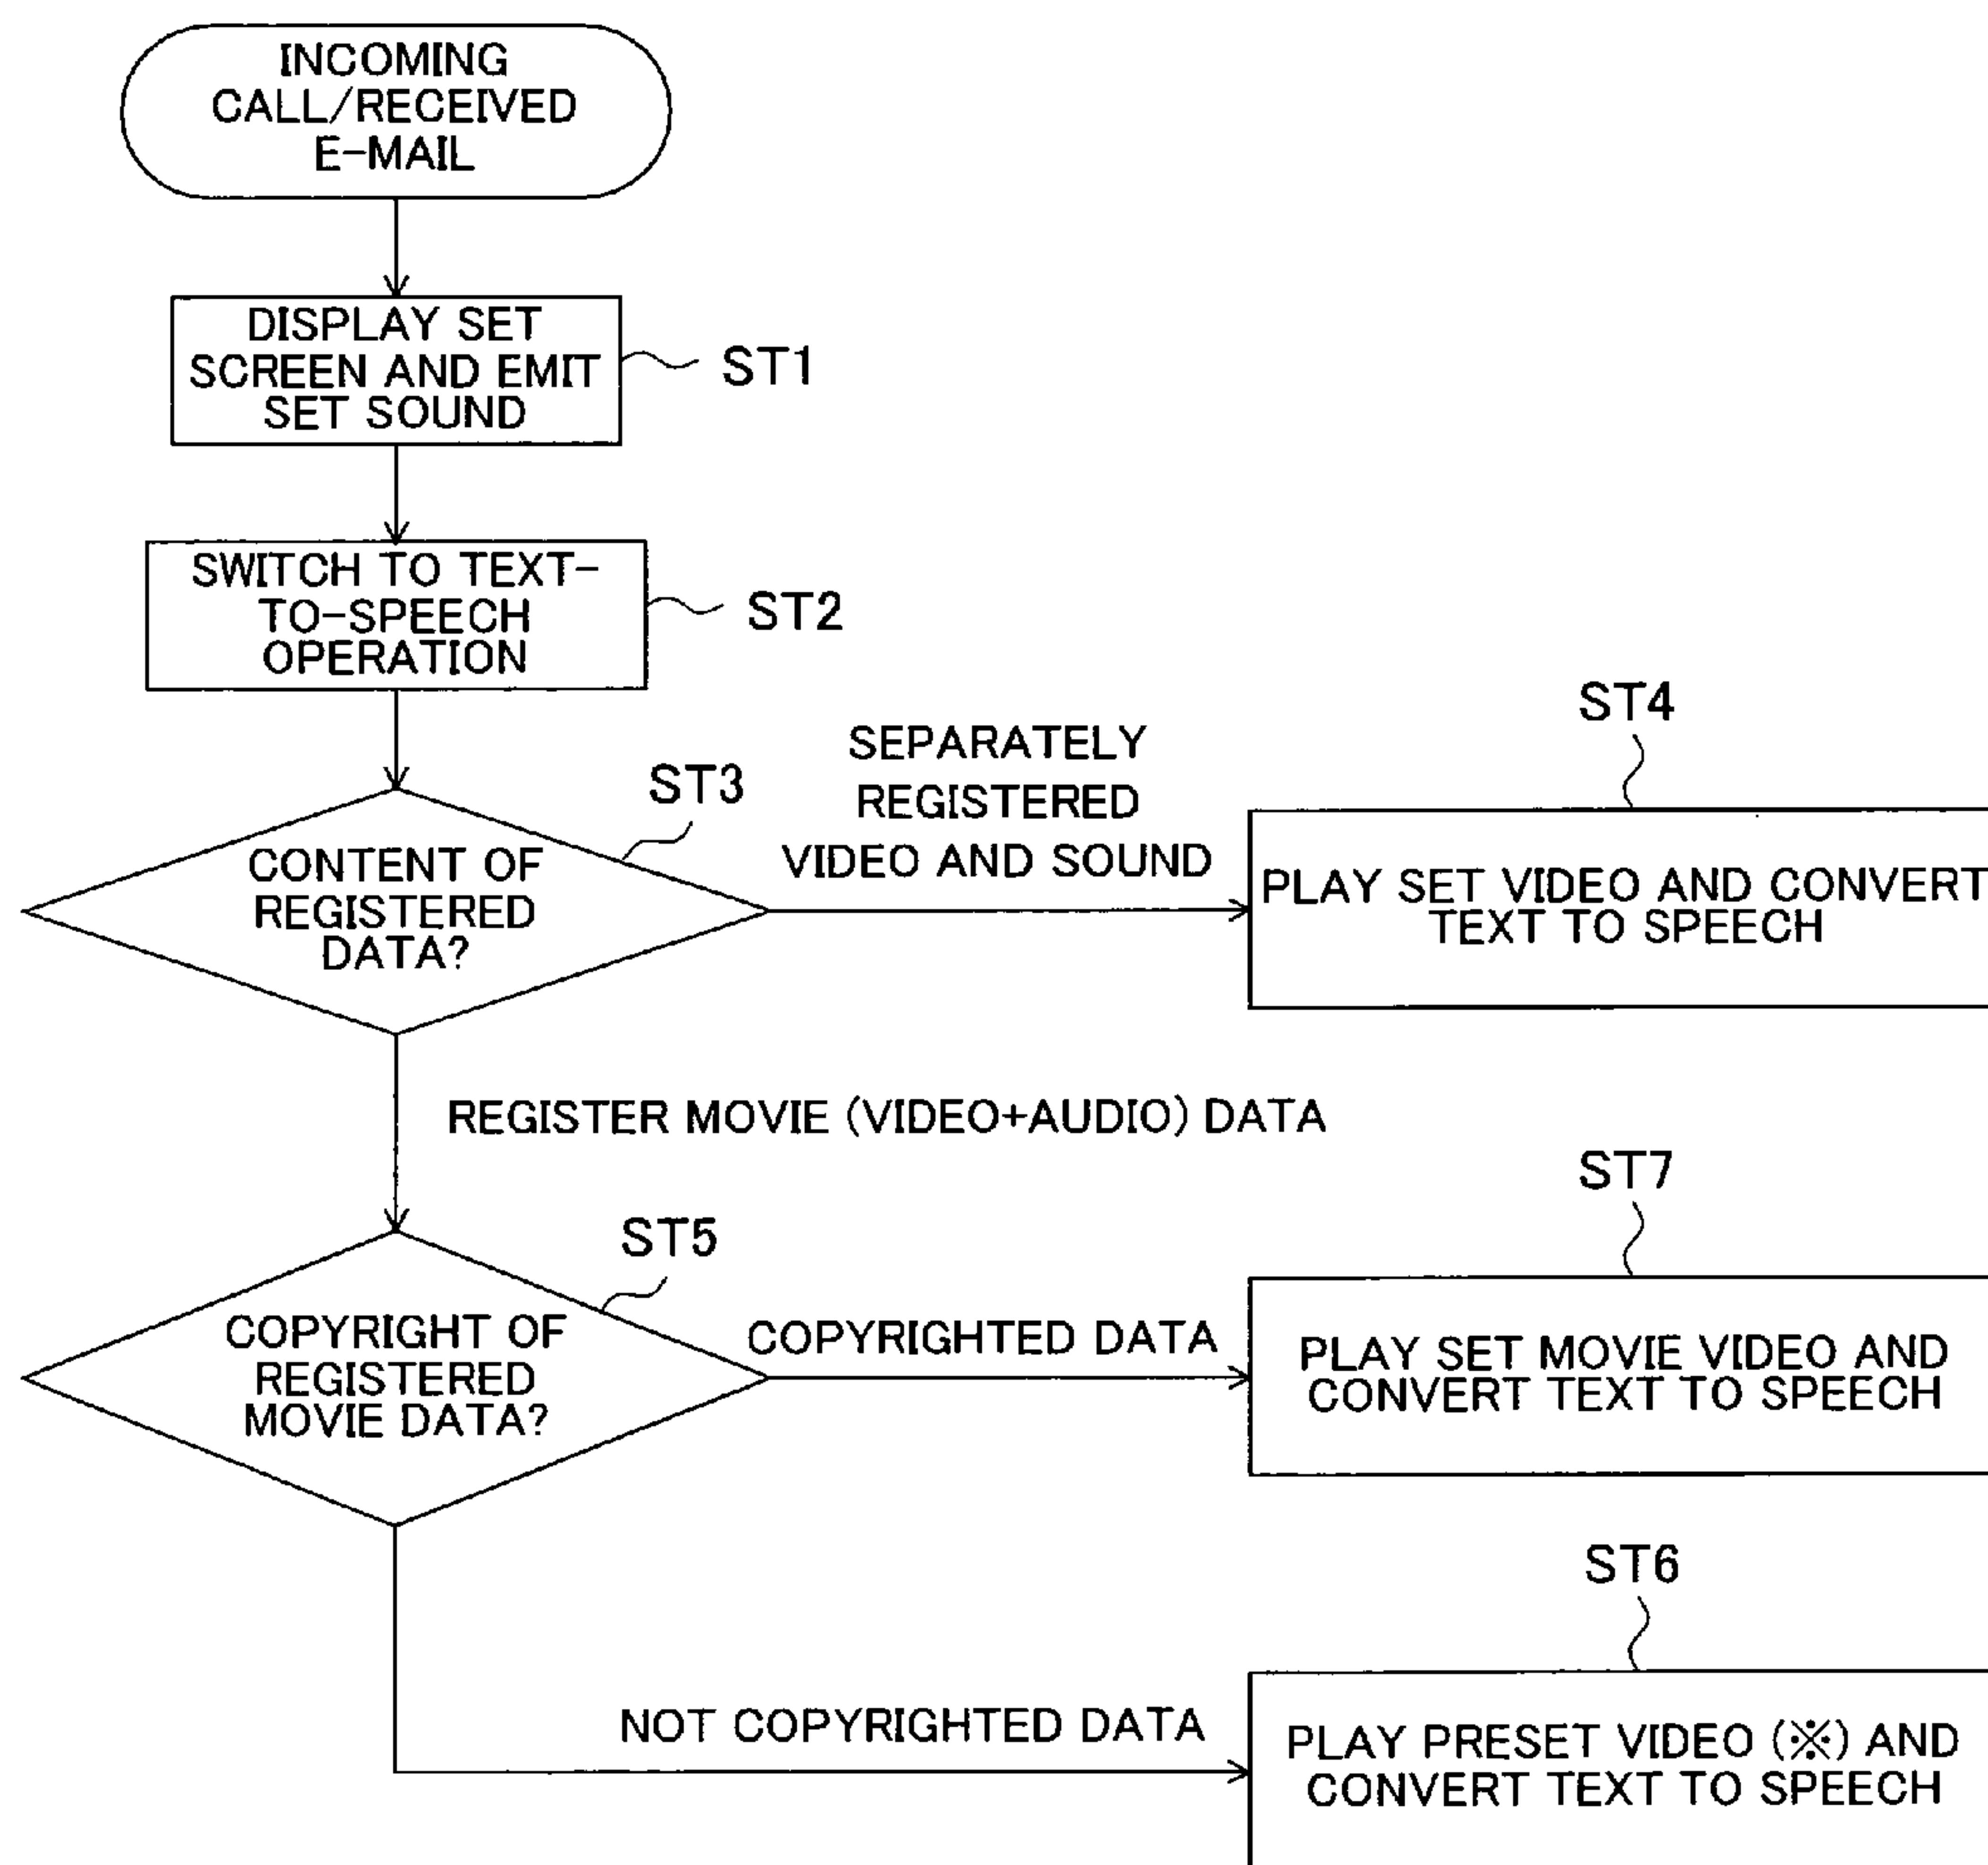 INCOMING
CALL/RECEIVED
E-MAIL
DISPLAY SET
SCREEN AND EMIT
SET SOUND
ST1
SWITCH TO TEXT-
TO-SPEECH
OPERATION
ST2
CONTENT OF
REGISTERED
DATA?
ST3
SEPARATELY
REGISTERED
VIDEO AND SOUND
ST4
PLAY SET VIDEO AND CONVERT
TEXT TO SPEECH
REGISTER MOVIE (VIDEO+AUDIO) DATA
COPYRIGHT OF
REGISTERED
MOVIE DATA?
ST5
COPYRIGHTED DATA
ST7
PLAY SET MOVIE VIDEO AND
CONVERT TEXT TO SPEECH
NOT COPYRIGHTED DATA
ST6
PLAY PRESET VIDEO (※) AND
CONVERT TEXT TO SPEECH